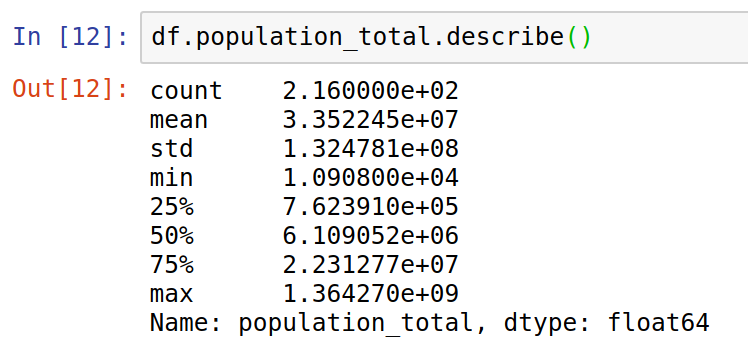 In [12]: df.population_total.describe()
Out[12]: count    2.160000e+02
mean     3.352245e+07
std      1.324781e+08
min      1.090800e+04
25%      7.623910e+05
50%      6.109052e+06
75%      2.231277e+07
max      1.364270e+09
Name: population_total, dtype: float64